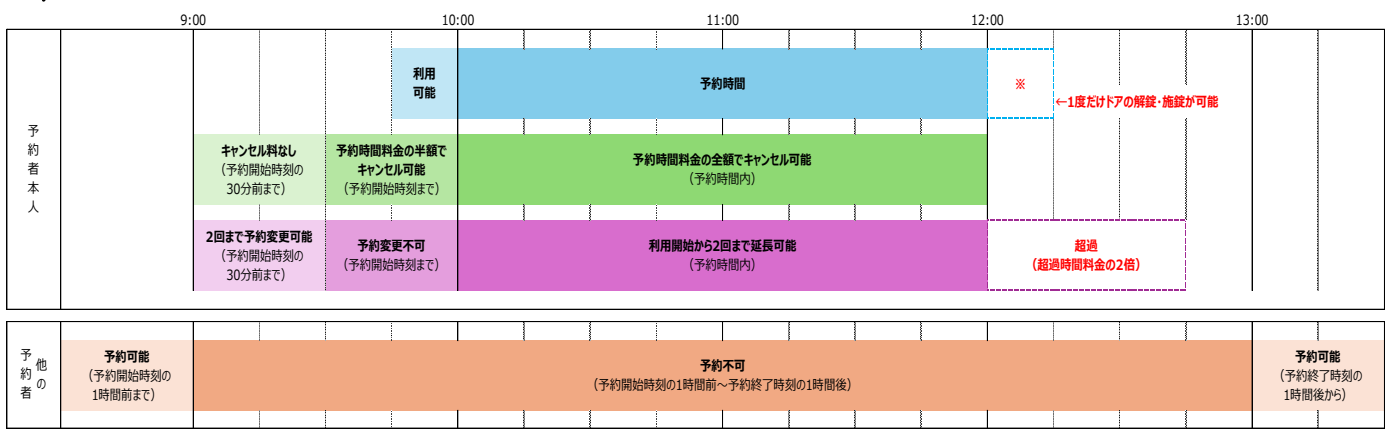 9:00
10:00
11:00
12:00
13:00
予約者本人
利用
可能
予約時間
※
←1度だけドアの解錠・施錠が可能
キャンセル料なし
（予約開始時刻の
30分前まで）
予約時間料金の半額で
キャンセル可能
（予約開始時刻まで）
予約時間料金の全額でキャンセル可能
（予約時間内）
2回まで予約変更可能
（予約開始時刻の
30分前まで）
予約変更不可
（予約開始時刻まで）
利用開始から2回まで延長可能
（予約時間内）
超過
（超過時間料金の2倍）
他の
予約者
予約可能
（予約開始時刻の
1時間前まで）
予約不可
（予約開始時刻の1時間前～予約終了時刻の1時間後）
予約可能
（予約終了時刻の
1時間後から）